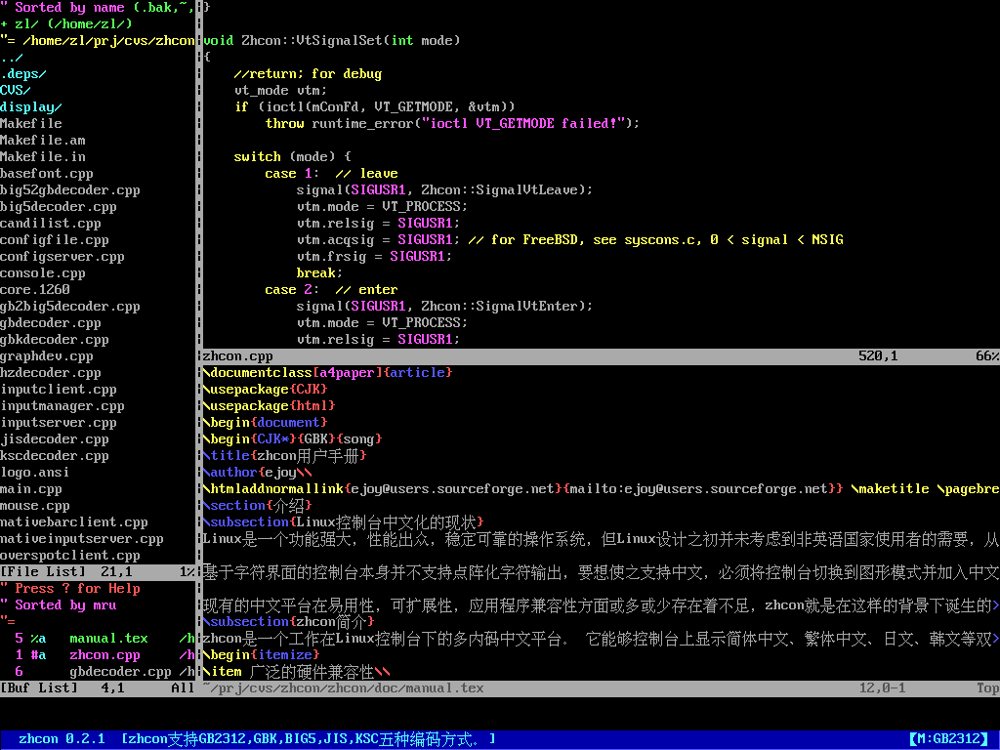 " Sorted by name (.bak,~,
+ zl/ (/home/zl/)
"= /home/zl/prj/cvs/zhcon
../
.deps/
CVS/
display/
Makefile
Makefile.am
Makefile.in
basefont.cpp
big52gbdecoder.cpp
big5decoder.cpp
candilist.cpp
configfile.cpp
configserver.cpp
console.cpp
core.1260
gb2big5decoder.cpp
gbdecoder.cpp
gbkdecoder.cpp
graphdev.cpp
hzdecoder.cpp
inputclient.cpp
inputmanager.cpp
inputserver.cpp
jisdecoder.cpp
kscdecoder.cpp
logo.ansi
main.cpp
mouse.cpp
nativebarclient.cpp
nativeinputserver.cpp
overspotclient.cpp
[File List] 21,1 1%
" Press ? for Help
" Sorted by mru
"=
5 %a manual.tex /h
1 #a zhcon.cpp /h
6 gbdecoder.cpp /h
[Buf List] 4,1 All
}
void Zhcon::VtSignalSet(int mode)
{
//return; for debug
vt_mode vtm;
if (ioctl(mConFd, VT_GETMODE, &vtm))
throw runtime_error("ioctl VT_GETMODE failed!");
switch (mode) {
case 1: // leave
signal(SIGUSR1, Zhcon::SignalVtLeave);
vtm.mode = VT_PROCESS;
vtm.relsig = SIGUSR1;
vtm.acqsig = SIGUSR1; // for FreeBSD, see syscons.c, 0 < signal < NSIG
vtm.frsig = SIGUSR1;
break;
case 2: // enter
signal(SIGUSR1, Zhcon::SignalVtEnter);
vtm.mode = VT_PROCESS;
vtm.relsig = SIGUSR1;
zhcon.cpp 520,1 66%
\documentclass[a4paper]{article}
\usepackage{CJK}
\usepackage{html}
\begin{document}
\begin{CJK*}{GBK}{song}
\title{zhcon用户手册}
\author{ejoy\\
\htmladdnormallink{ejoy@users.sourceforge.net}{mailto:ejoy@users.sourceforge.net}} \maketitle \pagebre
\section{介绍}
\subsection{Linux控制台中文化的现状}
Linux是一个功能强大，性能出众，稳定可靠的操作系统，但Linux设计之初并未考虑到非英语国家使用者的需要，从
基于字符界面的控制台本身并不支持点阵化字符输出，要想使之支持中文，必须将控制台切换到图形模式并加入中文
现有的中文平台在易用性，可扩展性，应用程序兼容性方面或多或少存在着不足，zhcon就是在这样的背景下诞生的>
\subsection{zhcon简介}
zhcon是一个工作在Linux控制台下的多内码中文平台． 它能够控制台上显示简体中文、繁体中文、日文、韩文等双>
\begin{itemize}
\item 广泛的硬件兼容性\\
~/prj/cvs/zhcon/zhcon/doc/manual.tex 12,0-1 Top
zhcon 0.2.1 [zhcon支持GB2312,GBK,BIG5,JIS,KSC五种编码方式．] 【M:GB2312】